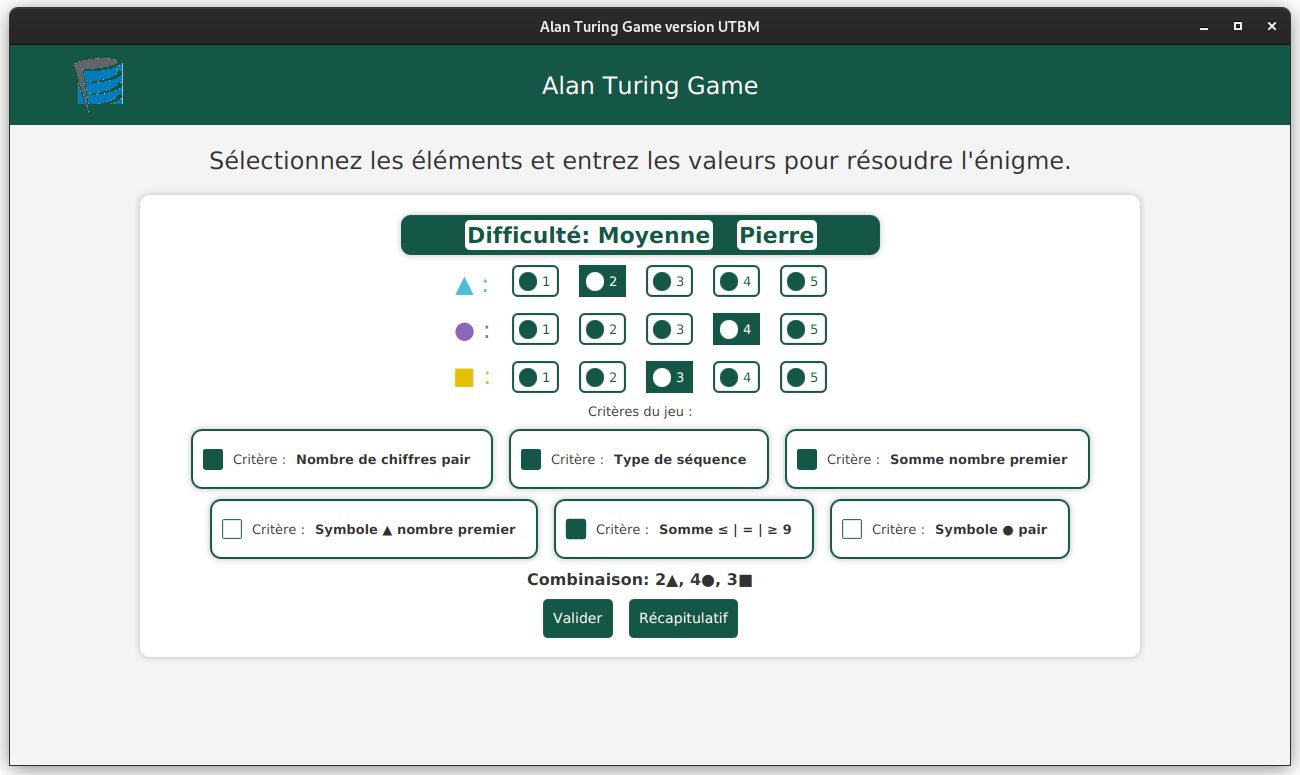 Alan Turing Game version UTBM
Alan Turing Game
Sélectionnez les éléments et entrez les valeurs pour résoudre l'énigme.
Difficulté: Moyenne Pierre
▲ : 1 2 3 4 5
● : 1 2 3 4 5
■ : 1 2 3 4 5
Critères du jeu :
Critère : Nombre de chiffres pair Critère : Type de séquence Critère : Somme nombre premier
Critère : Symbole ▲ nombre premier Critère : Somme ≤ | = | ≥ 9 Critère : Symbole ● pair
Combinaison: 2▲, 4●, 3■
Valider Récapitulatif